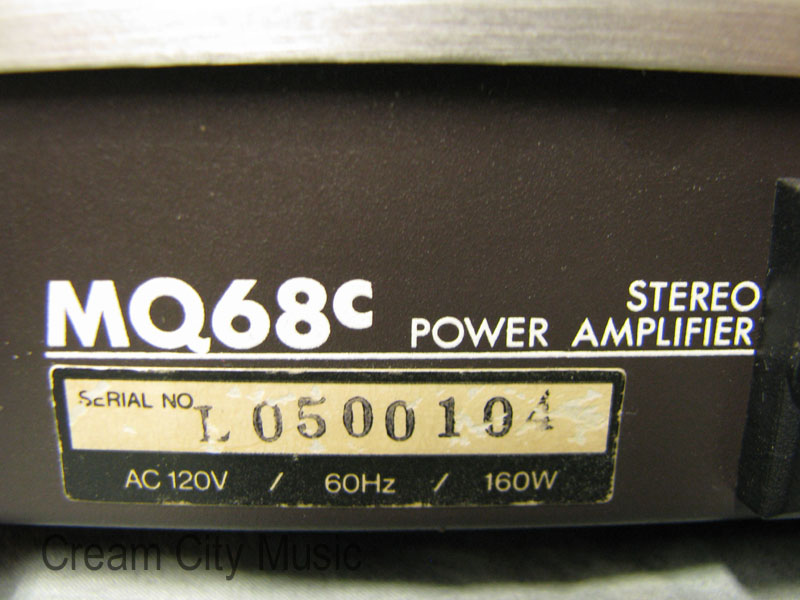 MQ68c
STEREO
POWER AMPLIFIER
SERIAL NO. L0500104
AC 120V / 60Hz / 160W
Cream City Music